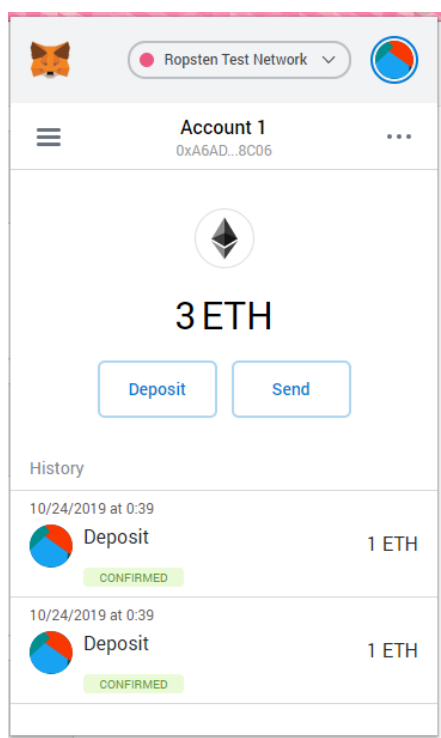 Ropsten Test Network
Account 1
0xA6AD...8C06
3 ETH
Deposit
Send
History
10/24/2019 at 0:39
Deposit
1 ETH
CONFIRMED
10/24/2019 at 0:39
Deposit
1 ETH
CONFIRMED